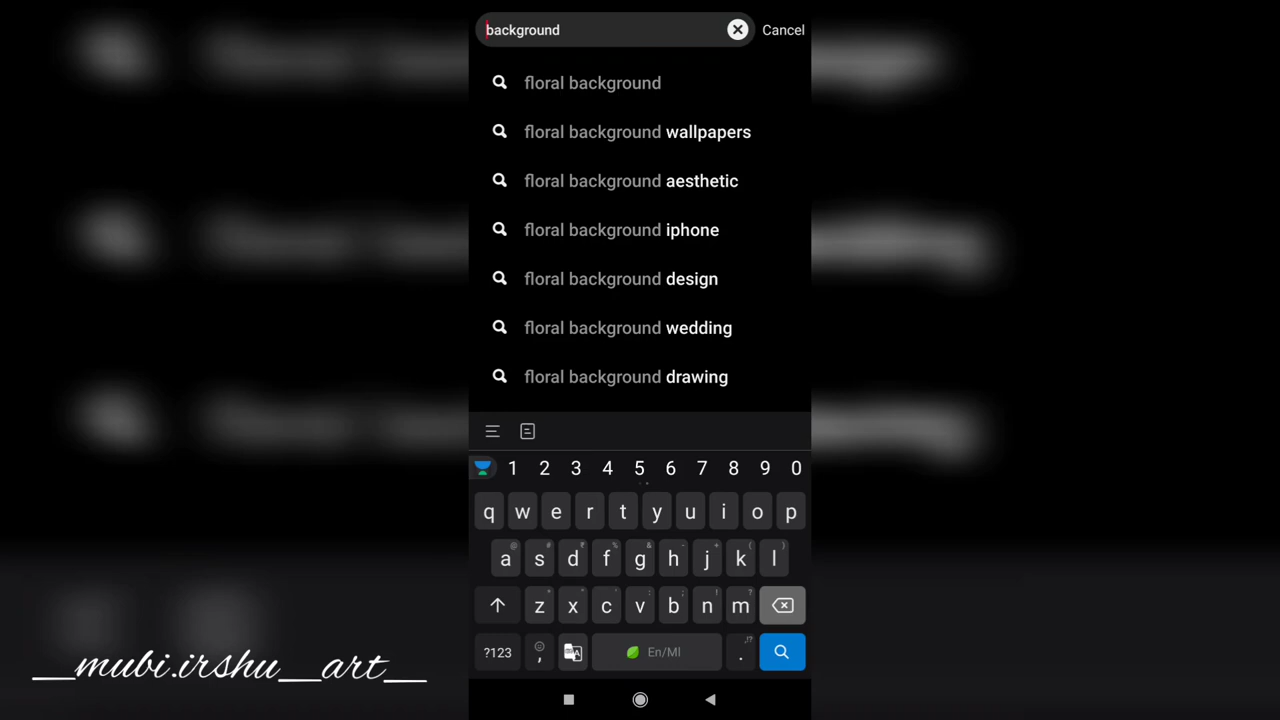 background Cancel
floral background
floral background wallpapers
floral background aesthetic
floral background iphone
floral background design
floral background wedding
floral background drawing
1 2 3 4 5 6 7 8 9 0
q w e r t y u i o p
@ # ₹ % & - + ( )
a s d f g h j k l
* " ' : ; ! ?
z x c v b n m
,!?
?123 , En/Ml .
__mubi.irshu__art__